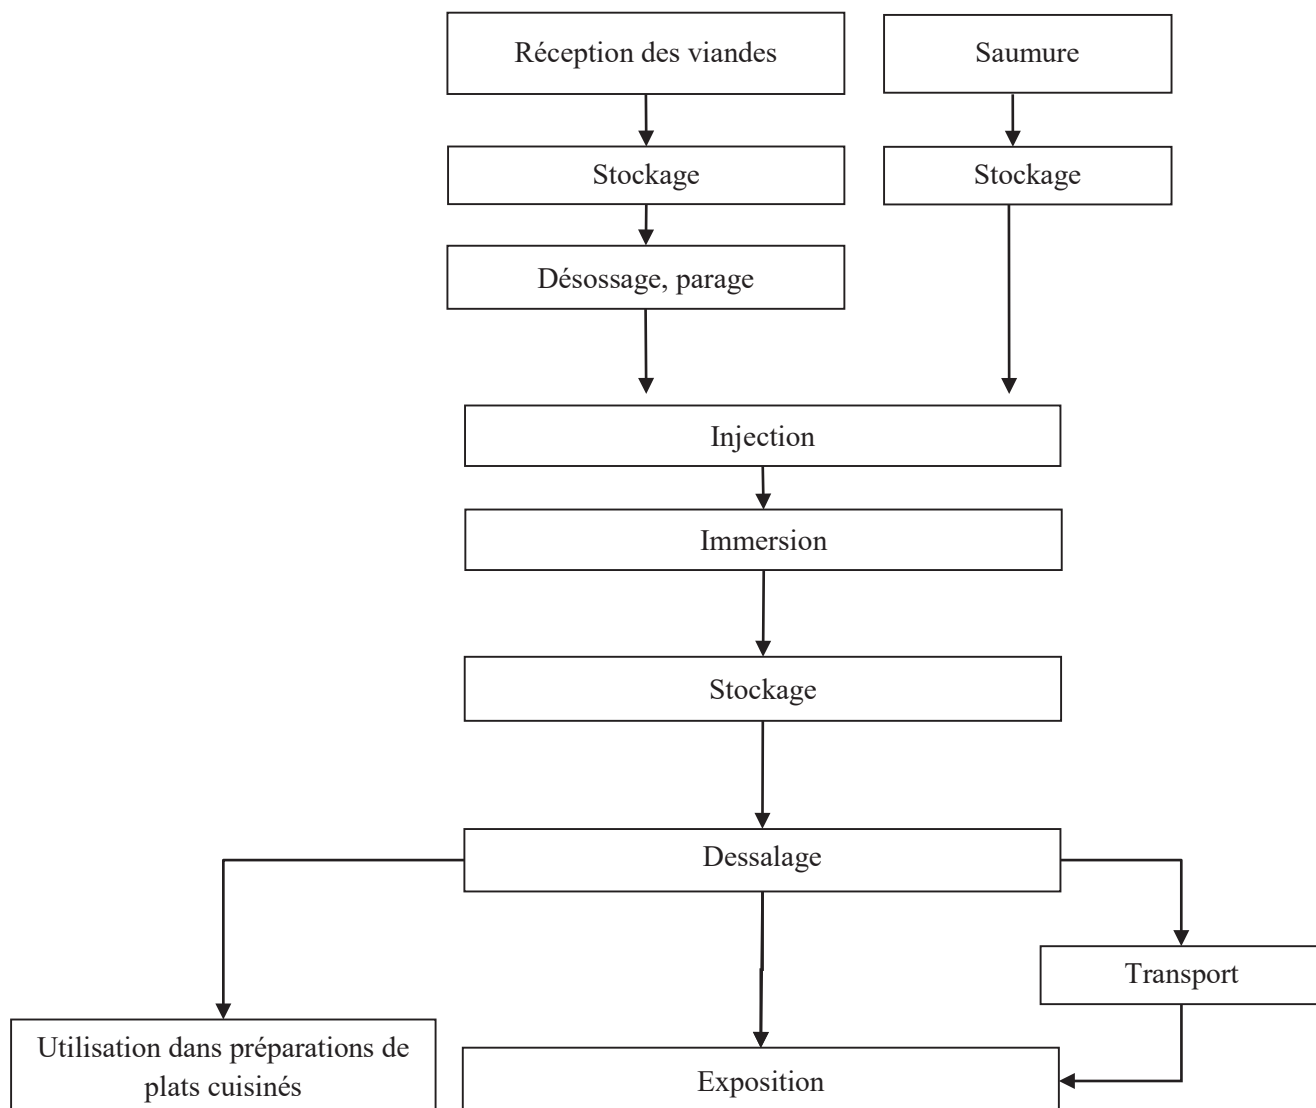 Réception des viandes
Saumure
Stockage
Stockage
Désossage, parage
Injection
Immersion
Stockage
Dessalage
Transport
Utilisation dans préparations de
plats cuisinés
Exposition